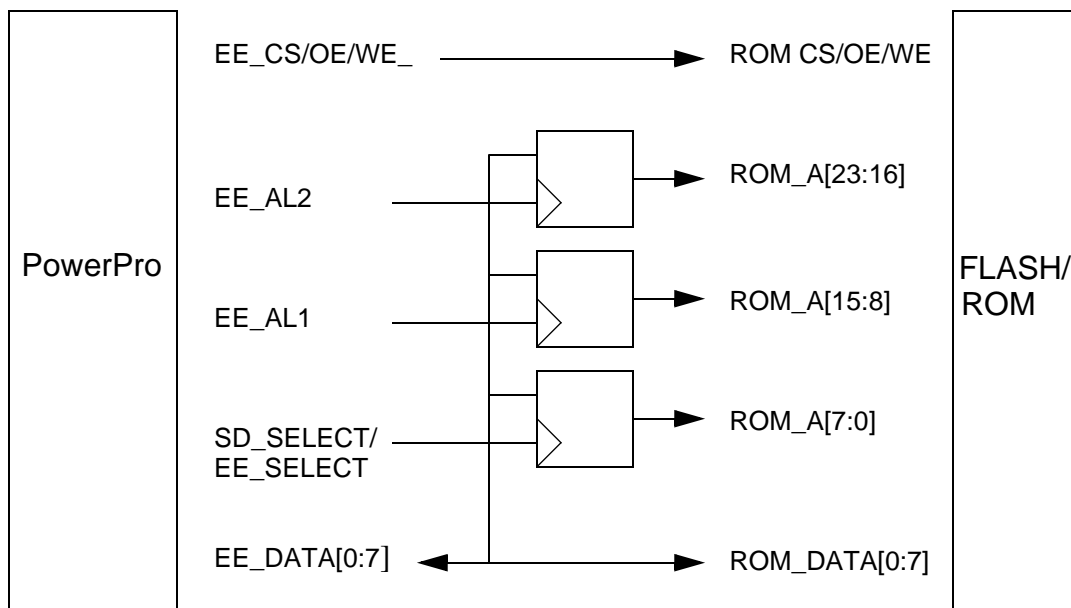 EE_CS/OE/WE_
ROM CS/OE/WE
ROM_A[23:16]
EE_AL2
PowerPro
FLASH/
ROM
ROM_A[15:8]
EE_AL1
ROM_A[7:0]
SD_SELECT/
EE_SELECT
EE_DATA[0:7]
ROM_DATA[0:7]